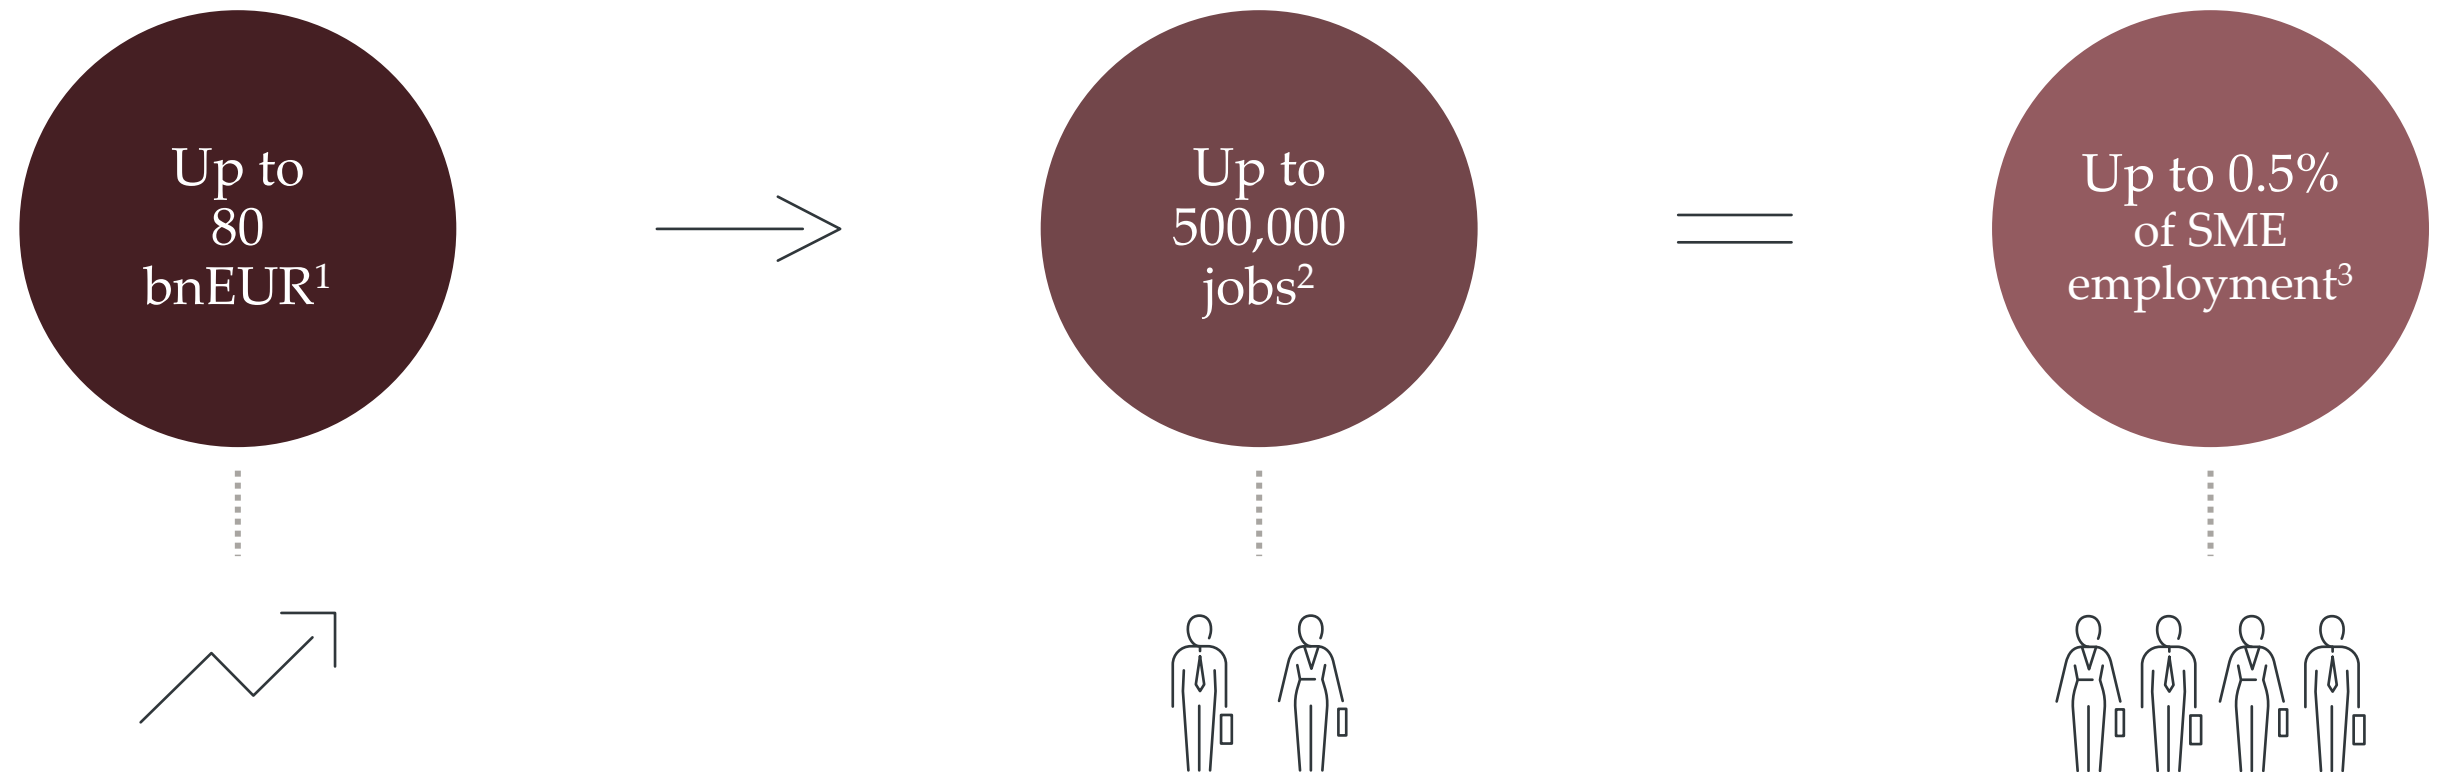 Up to
80
bnEUR¹
Up to
500,000
jobs²
Up to 0.5%
of SME
employment³